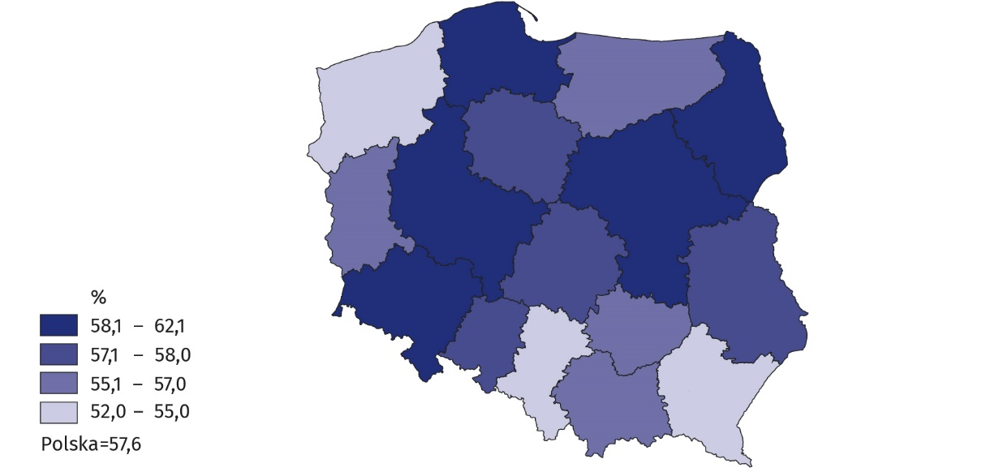 %
58,1 – 62,1
57,1 – 58,0
55,1 – 57,0
52,0 – 55,0
Polska=57,6